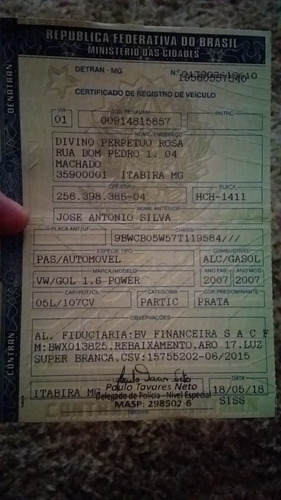 REPUBLICA FEDERATIVA DO BRASIL
MINISTÉRIO DAS CIDADES
DETRAN - MG
CERTIFICADO DE REGISTRO DE VEÍCULO
VIA COD. RENAVAM RNTRC
01 00914815857
NOME/ENDEREÇO
DIVINO PERPETUO ROSA
RUA DOM PEDRO 1. 04
MACHADO
35900001 ITABIRA MG
CPF/CNPJ PLACA
256.398.386-04 HCH-1411
NOME ANTERIOR
JOSE ANTONIO SILVA
PLACA ANT/UF CHASSI
9BWCB05W57T119584///
ESPÉCIE TIPO COMBUSTÍVEL
PAS/AUTOMOVEL ALC/GASOL
MARCA/MODELO ANO FAB ANO MOD
VW/GOL 1.6 POWER 2007 2007
CAP/POT/CIL CATEGORIA COR PREDOMINANTE
05L/107CV PARTIC PRATA
OBSERVAÇÕES
AL. FIDUCIARIA:BV FINANCEIRA S A C F
M:BWX013825.REBAIXAMENTO.ARO 17.LUZ
SUPER BRANCA.CSV:15755202-06/2015
Paulo Tavares Neto
Delegado de Polícia - Nível Especial
ITABIRA MG MASP: 298502 6 18/05/18
SISS
DENATRAN
CONTRAN